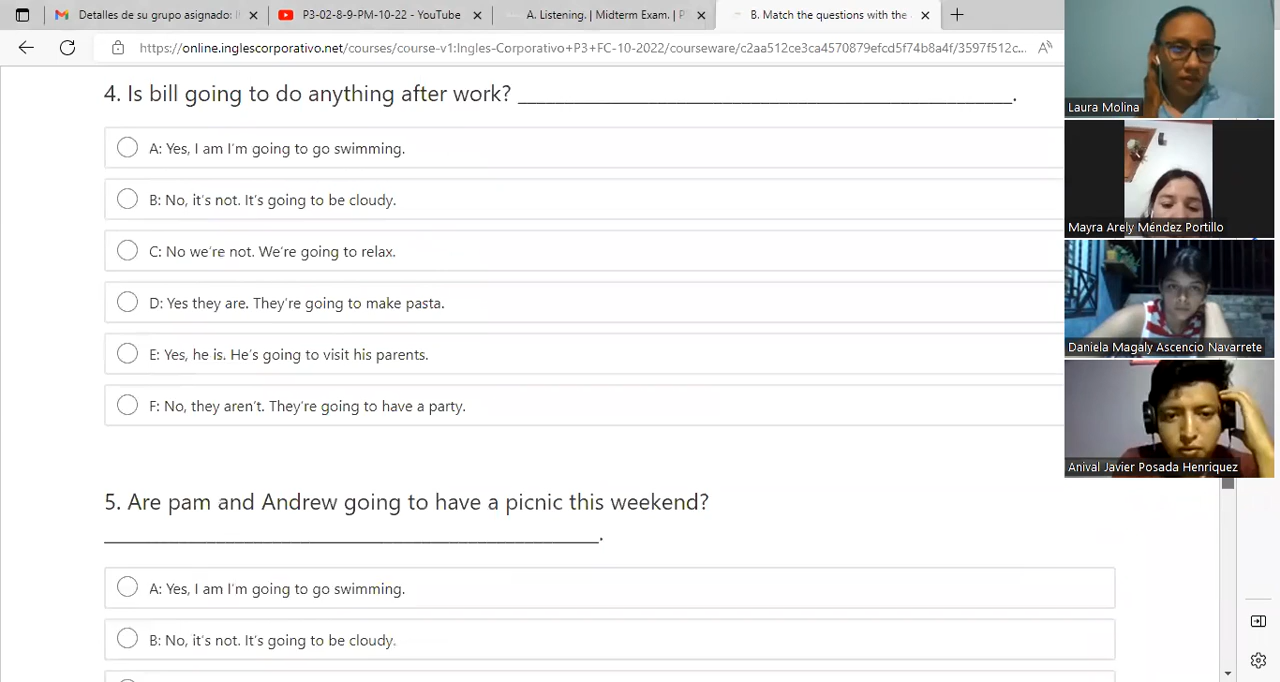 Detalles de su grupo asignado: I
P3-02-8-9-PM-10-22 - YouTube
A. Listening. | Midterm Exam. | P
B. Match the questions with the
https://online.inglescorporativo.net/courses/course-v1:Ingles-Corporativo+P3+FC-10-2022/courseware/c2aa512ce3ca4570879efcd5f74b8a4f/3597f512c...
4. Is bill going to do anything after work? ____________________________________________.
A: Yes, I am I'm going to go swimming.
B: No, it's not. It's going to be cloudy.
C: No we're not. We're going to relax.
D: Yes they are. They're going to make pasta.
E: Yes, he is. He's going to visit his parents.
F: No, they aren't. They're going to have a party.
5. Are pam and Andrew going to have a picnic this weekend?
____________________________________________.
A: Yes, I am I'm going to go swimming.
B: No, it's not. It's going to be cloudy.
Laura Molina
Mayra Arely Méndez Portillo
Daniela Magaly Ascencio Navarrete
Anival Javier Posada Henriquez